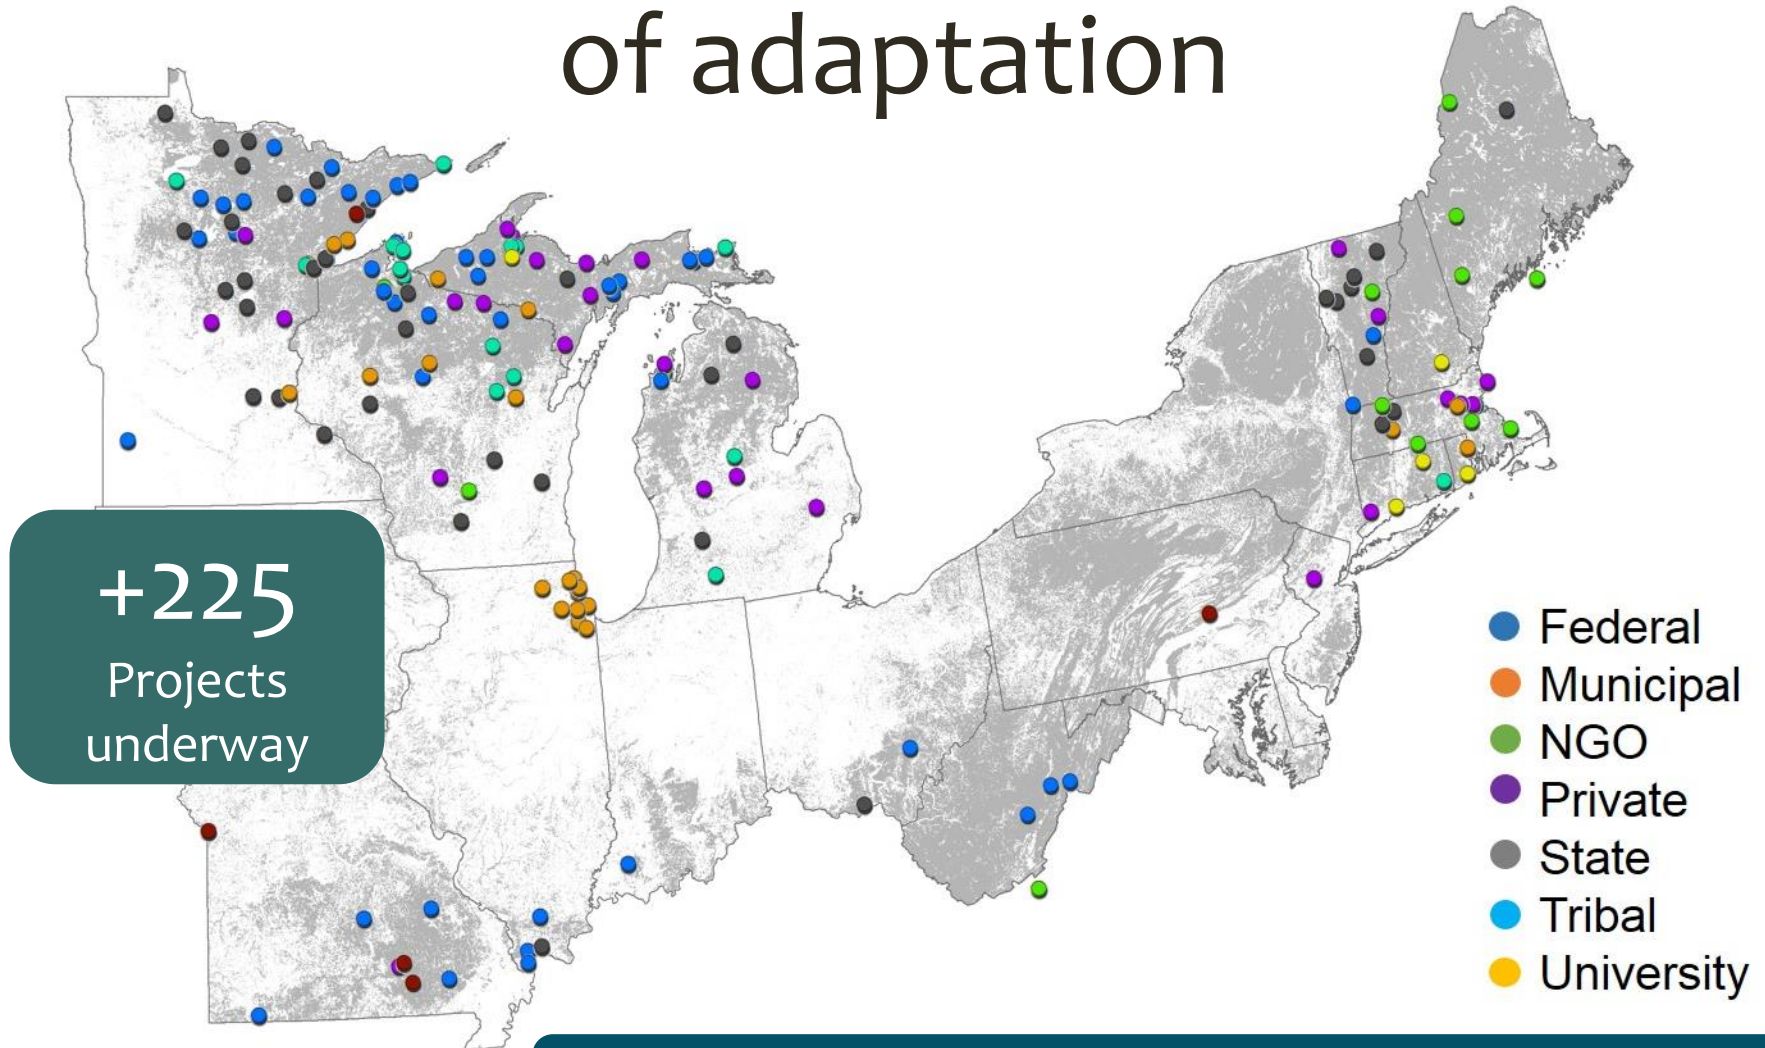 of adaptation
+225
Projects
underway
Federal
Municipal
NGO
Private
State
Tribal
University